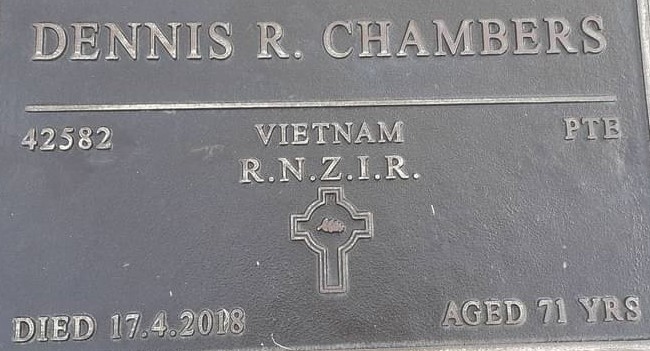 DENNIS R. CHAMBERS
42582 VIETNAM PTE
R.N.Z.I.R.
DIED 17.4.2018 AGED 71 YRS